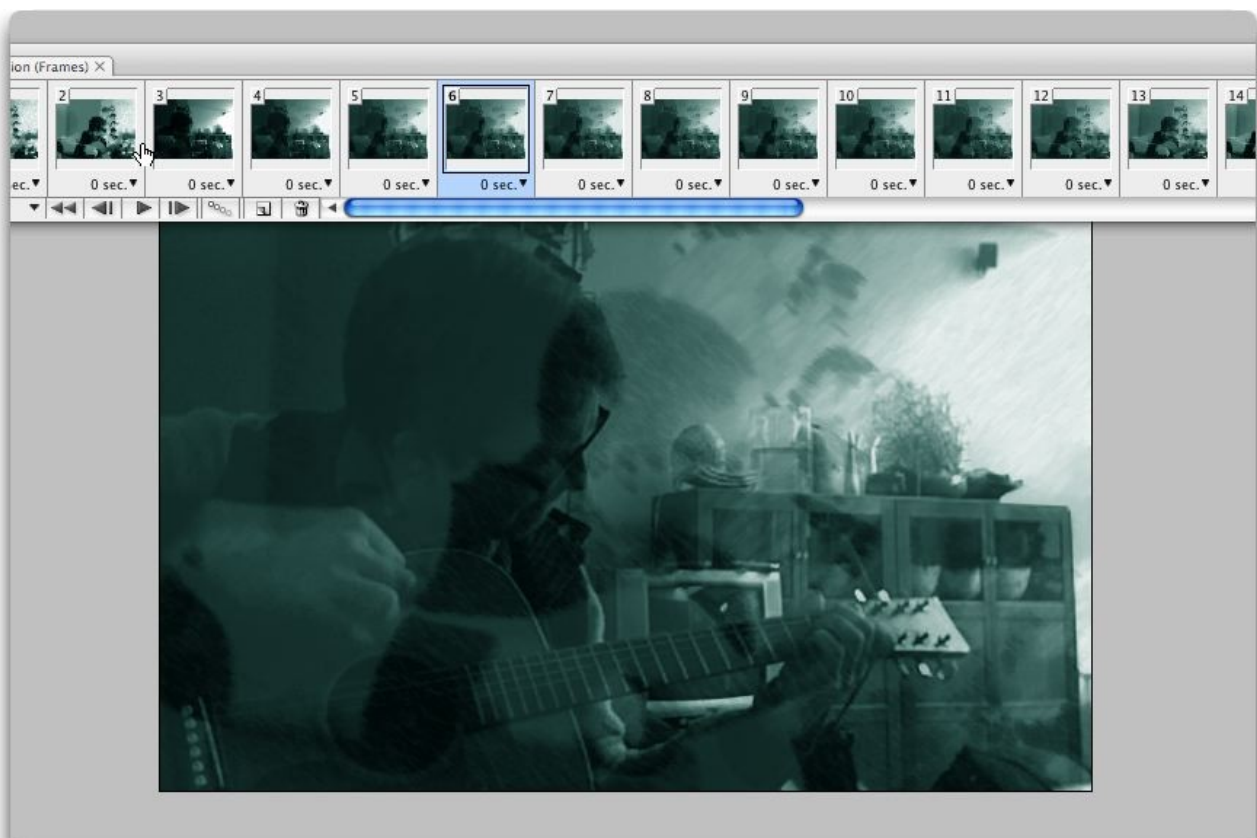 ion (Frames) ×
2 3 4 5 6 7 8 9 10 11 12 13 14
ec. 0 sec. 0 sec. 0 sec. 0 sec. 0 sec. 0 sec. 0 sec. 0 sec. 0 sec. 0 sec. 0 sec. 0 sec.